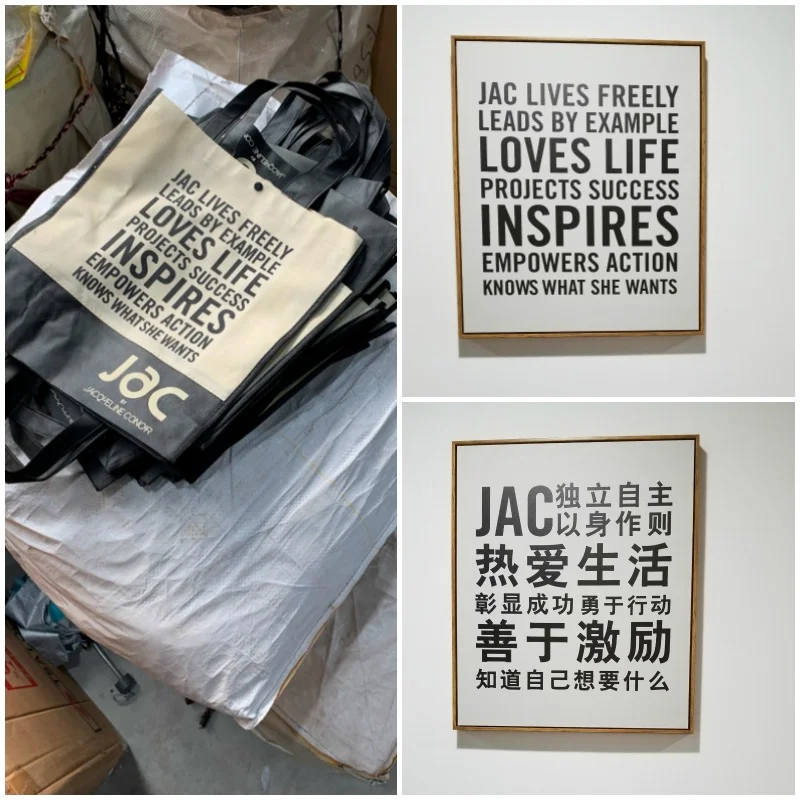 JAC LIVES FREELY
LEADS BY EXAMPLE
LOVES LIFE
PROJECTS SUCCESS
INSPIRES
EMPOWERS ACTION
KNOWS WHAT SHE WANTS
JaC
BY
JACQUELINE CONOIR
JAC LIVES FREELY
LEADS BY EXAMPLE
LOVES LIFE
PROJECTS SUCCESS
INSPIRES
EMPOWERS ACTION
KNOWS WHAT SHE WANTS
JAC独立自主
以身作则
热爱生活
彰显成功 勇于行动
善于激励
知道自己想要什么